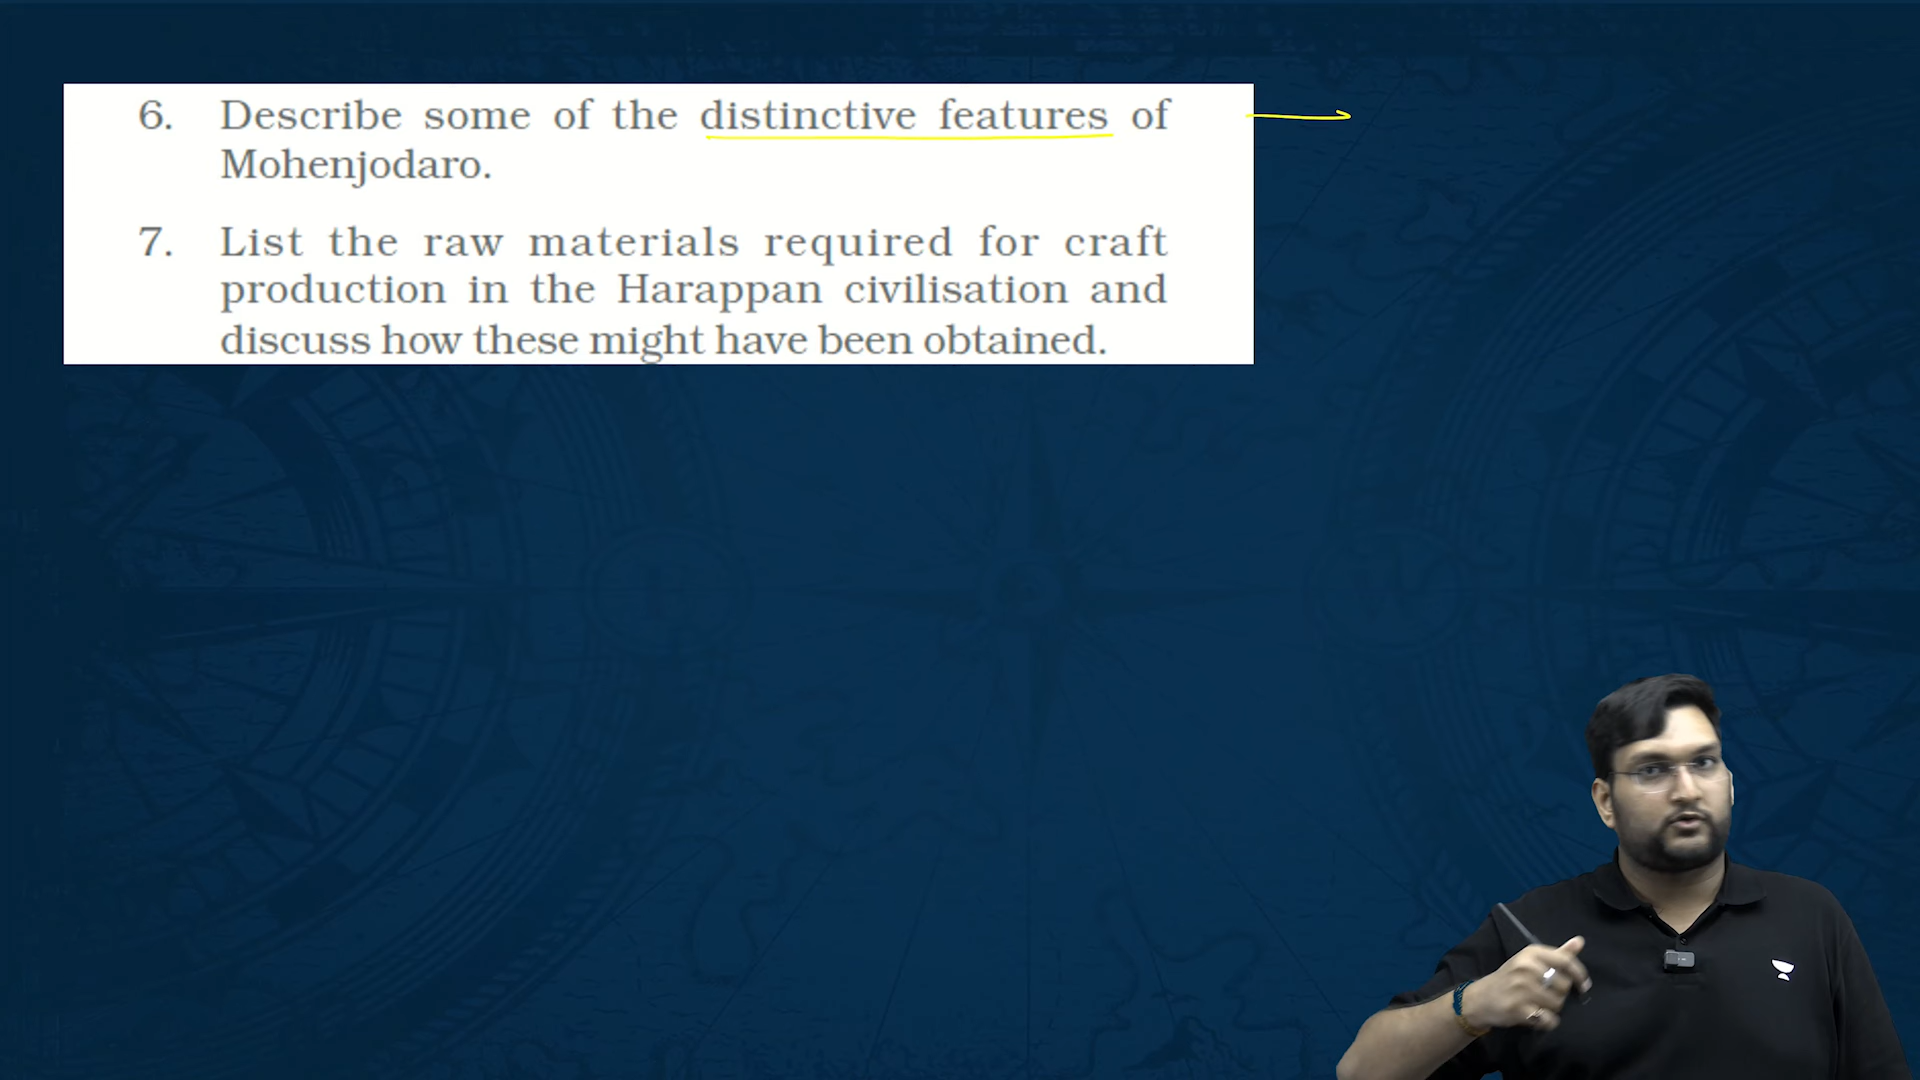 6. Describe some of the distinctive features of
Mohenjodaro.
7. List the raw materials required for craft
production in the Harappan civilisation and
discuss how these might have been obtained.